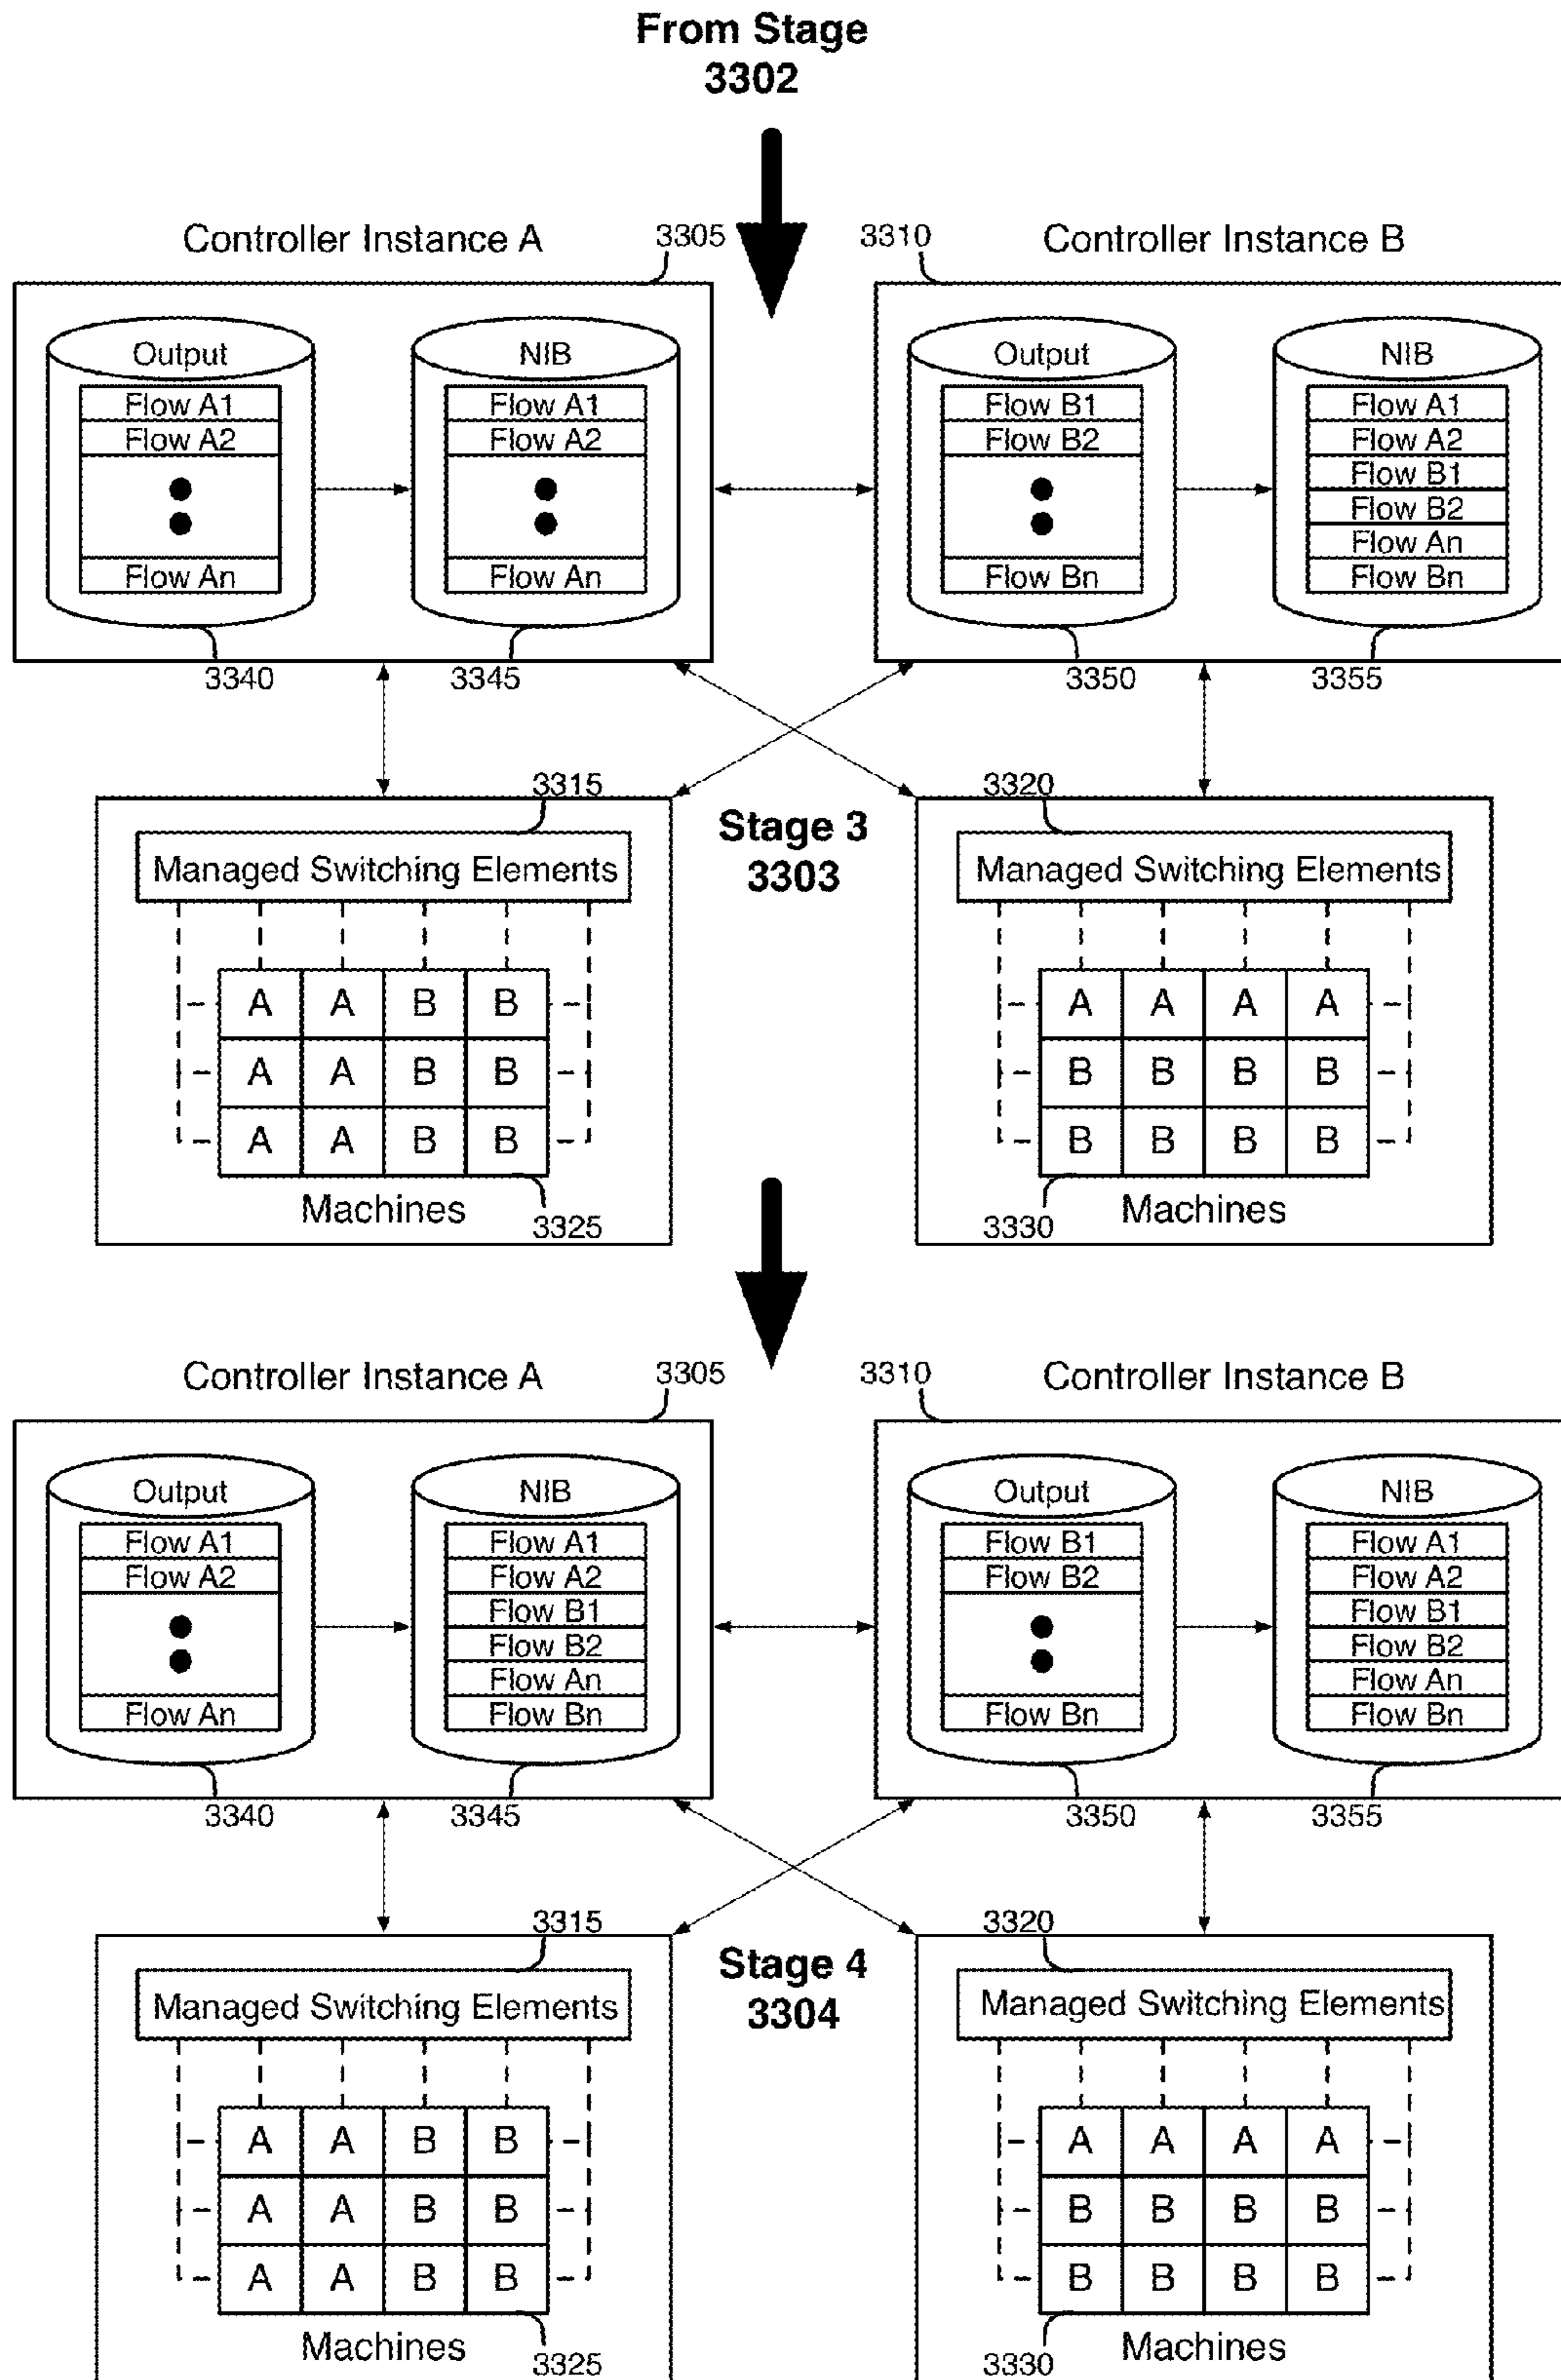 From Stage
3302
Controller Instance A
3305
3310
Controller Instance B
Output
NIB
Output
NIB
Flow A1
Flow A1
Flow B1
Flow A1
Flow A2
Flow A2
Flow B2
Flow A2
Flow B1
Flow B2
Flow An
Flow An
Flow An
Flow Bn
Flow Bn
3340
3345
3350
3355
3315
3320
Stage 3
3303
Managed Switching Elements
Managed Switching Elements
A A B B
A A A A
A A B B
B B B B
A A B B
B B B B
Machines
3325
3330
Machines
Controller Instance A
3305
3310
Controller Instance B
Output
NIB
Output
NIB
Flow A1
Flow A1
Flow B1
Flow A1
Flow A2
Flow A2
Flow B2
Flow A2
Flow B1
Flow B1
Flow B2
Flow B2
Flow An
Flow An
Flow An
Flow Bn
Flow Bn
Flow Bn
3340
3345
3350
3355
3315
3320
Stage 4
3304
Managed Switching Elements
Managed Switching Elements
A A B B
A A A A
A A B B
B B B B
A A B B
B B B B
Machines
3325
3330
Machines